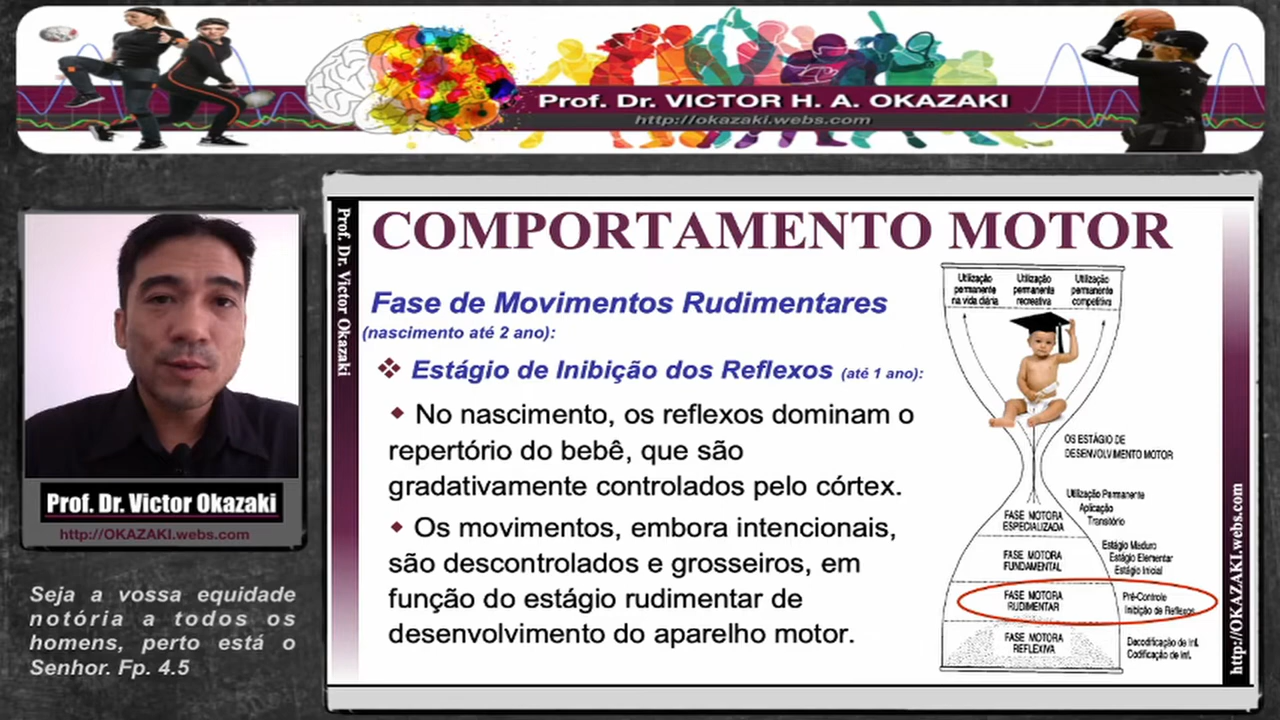 Prof. Dr. VICTOR H. A. OKAZAKI
http://okazaki.webs.com
Prof. Dr. Victor Okazaki
http://OKAZAKI.webs.com
Seja a vossa equidade
notória a todos os
homens, perto está o
Senhor. Fp. 4.5
Prof. Dr. Victor Okazaki
COMPORTAMENTO MOTOR
Fase de Movimentos Rudimentares
(nascimento até 2 ano):
❖ Estágio de Inibição dos Reflexos (até 1 ano):
◆ No nascimento, os reflexos dominam o
repertório do bebê, que são
gradativamente controlados pelo córtex.
◆ Os movimentos, embora intencionais,
são descontrolados e grosseiros, em
função do estágio rudimentar de
desenvolvimento do aparelho motor.
Utilização
permanente
na vida diária
Utilização
permanente
recreativa
Utilização
permanente
competitiva
OS ESTÁGIO DE
DESENVOLVIMENTO MOTOR
FASE MOTORA
ESPECIALIZADA
Utilização Permanente
Aplicação
Transitório
FASE MOTORA
FUNDAMENTAL
Estágio Maduro
Estágio Elementar
Estágio Inicial
FASE MOTORA
RUDIMENTAR
Pré-Controle
Inibição de Reflexos
FASE MOTORA
REFLEXIVA
Decodificação de Inf.
Codificação de Inf.
http://OKAZAKI.webs.com